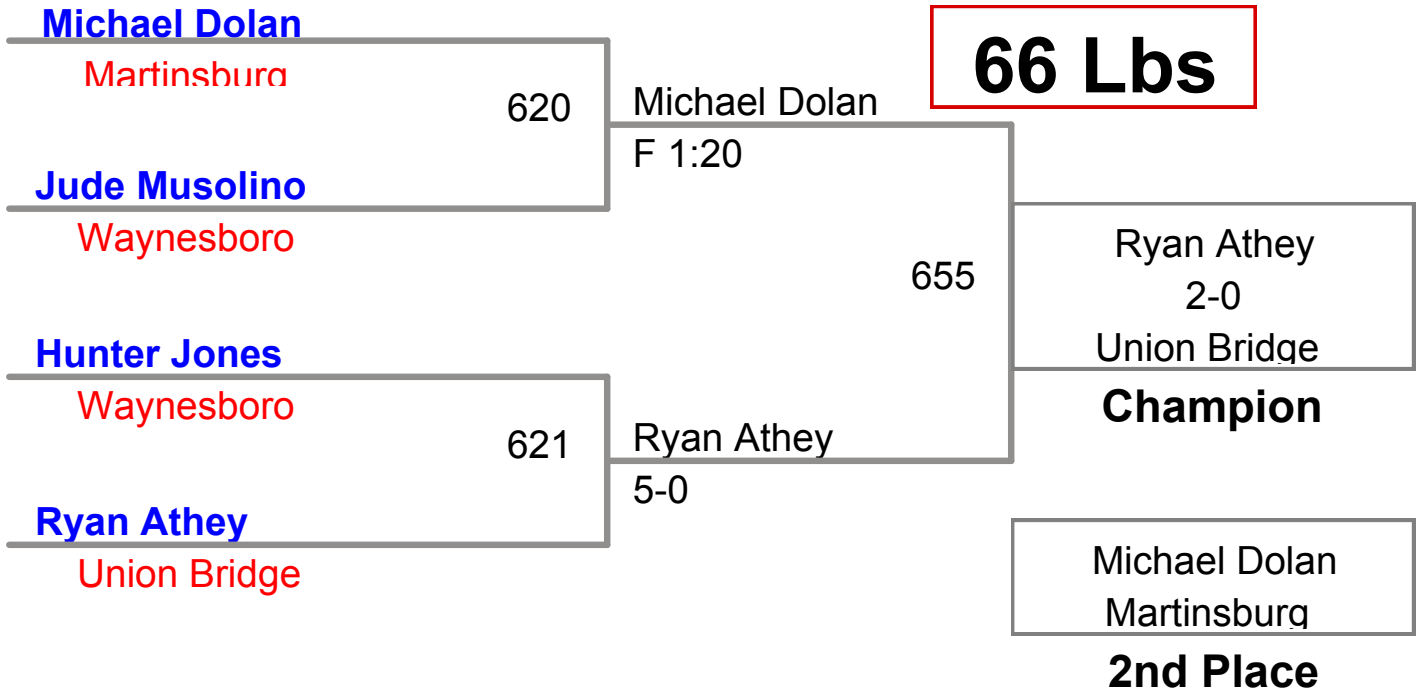 Michael Dolan
Martinsburg
66 Lbs
620
Michael Dolan
F 1:20
Jude Musolino
Waynesboro
Ryan Athey
2-0
Union Bridge
655
Hunter Jones
Waynesboro
Champion
621
Ryan Athey
5-0
Ryan Athey
Union Bridge
Michael Dolan
Martinsburg
2nd Place